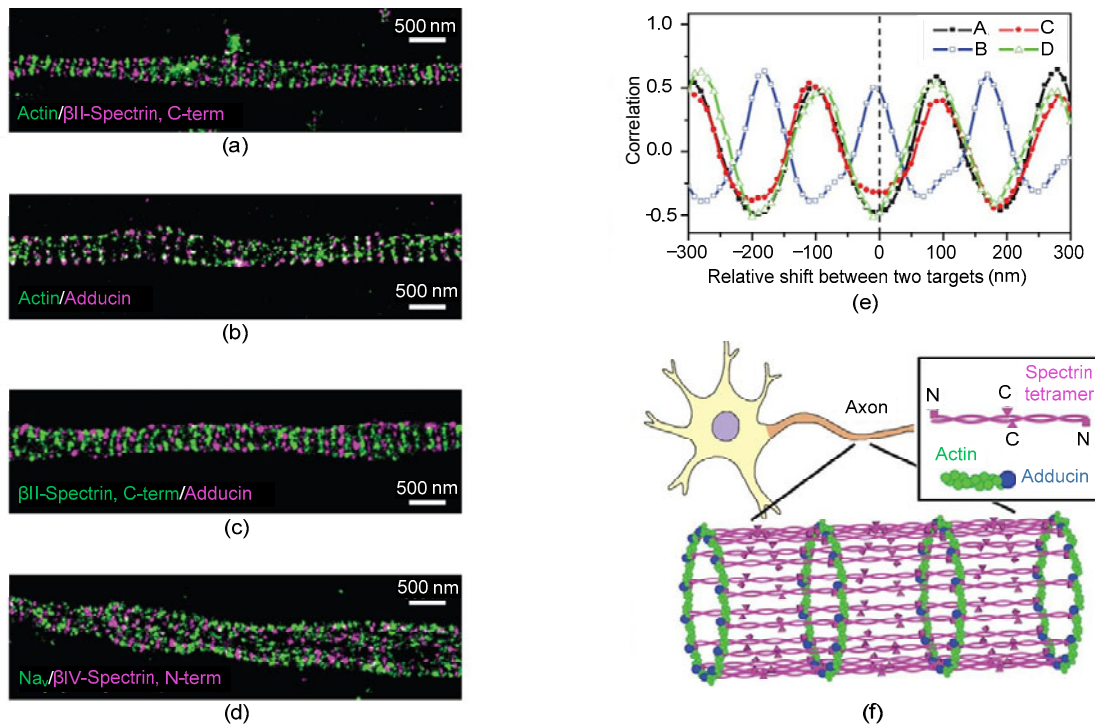 500 nm
Actin/βII-Spectrin, C-term
(a)
Actin/Adducin
500 nm
(b)
βII-Spectrin, C-term/Adducin
500 nm
(c)
500 nm
Naᵥ/βIV-Spectrin, N-term
(d)
1.0
0.5
0.0
-0.5
Correlation
A
C
B
D
−300 -200 -100 0 100 200 300
Relative shift between two targets (nm)
(e)
Axon
Spectrin
tetramer
N
C
C
N
Actin
Adducin
(f)